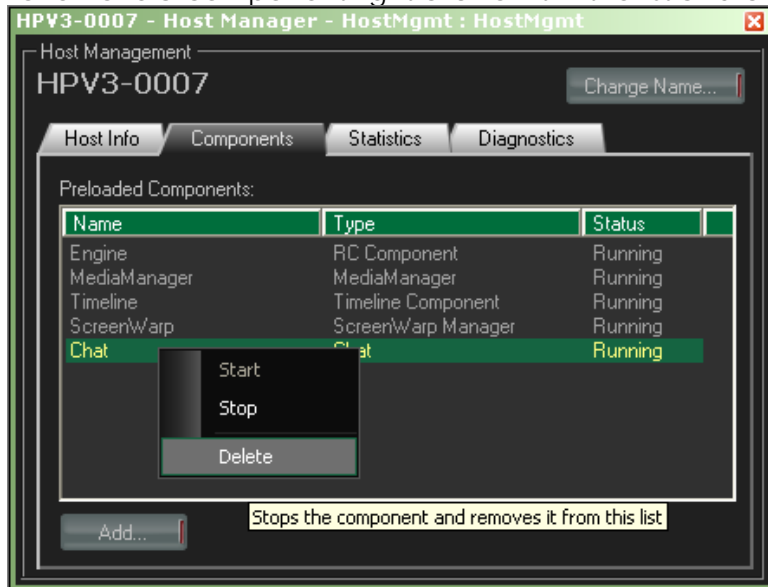 HPV3-0007 - Host Manager - HostMgmt : HostMgmt
Host Management
HPV3-0007
Change Name...
Host Info Components Statistics Diagnostics
Preloaded Components:
Name Type Status
Engine RC Component Running
MediaManager MediaManager Running
Timeline Timeline Component Running
ScreenWarp ScreenWarp Manager Running
Chat Chat Running
Start
Stop
Delete
Stops the component and removes it from this list
Add...